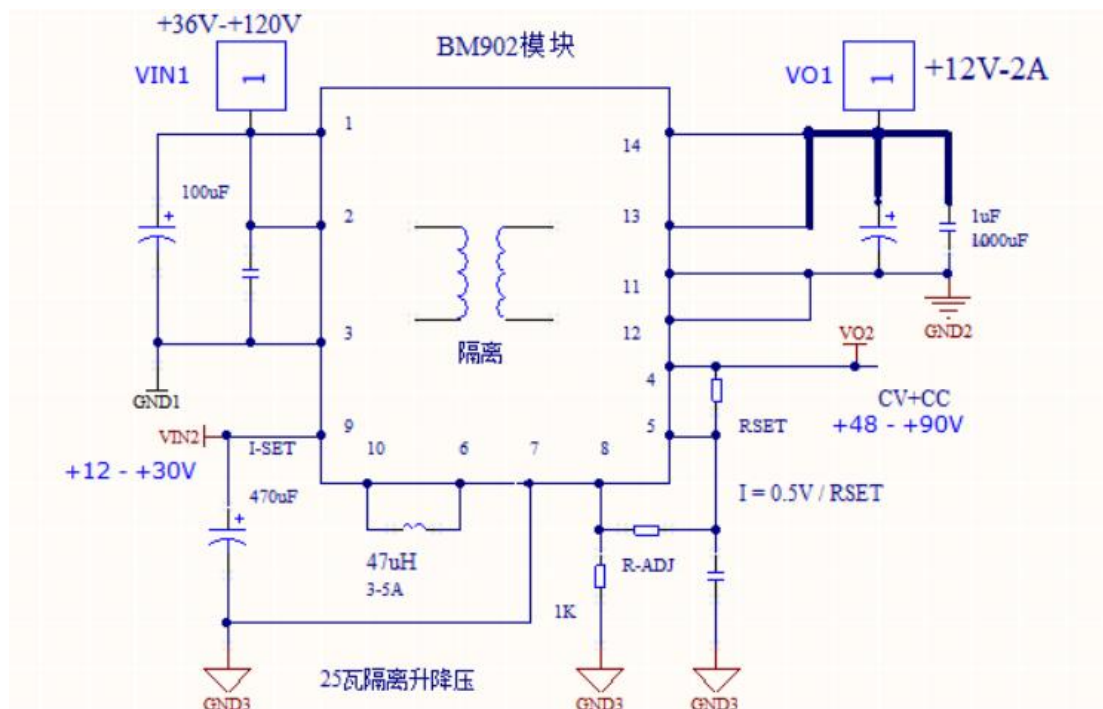 +36V-+120V
BM902模块
VIN1
1
VO1
1
+12V-2A
1
14
100uF
2
13
1uF
1000uF
11
3
12
隔离
GND2
VO2
GND1
4
CV+CC
VIN2
9
5
RSET
+48 - +90V
I-SET
10
6
7
8
+12 - +30V
470uF
I = 0.5V / RSET
47uH
R-ADJ
3-5A
1K
25瓦隔离升降压
GND3
GND3
GND3